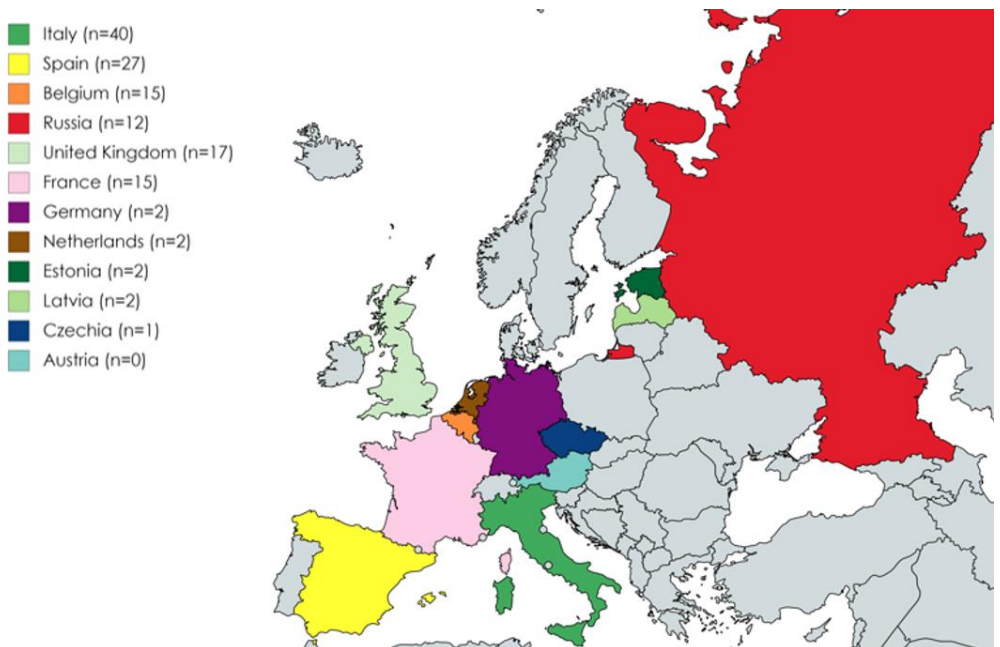 Italy (n=40)
Spain (n=27)
Belgium (n=15)
Russia (n=12)
United Kingdom (n=17)
France (n=15)
Germany (n=2)
Netherlands (n=2)
Estonia (n=2)
Latvia (n=2)
Czechia (n=1)
Austria (n=0)